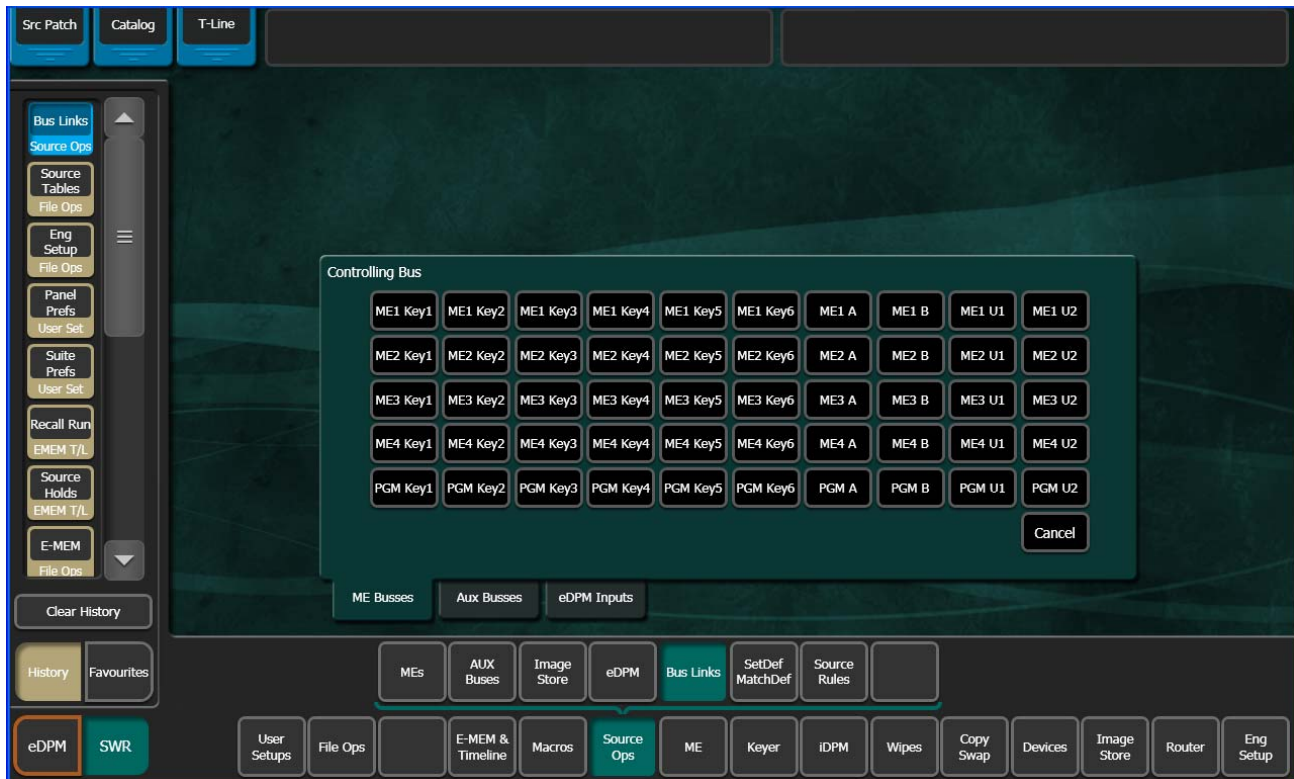 Src Patch
Catalog
T-Line
Bus Links
Source Ops
Source
Tables
File Ops
Eng
Setup
File Ops
Panel
Prefs
User Set
Suite
Prefs
User Set
Recall Run
EMEM T/L
Source
Holds
EMEM T/L
E-MEM
File Ops
Clear History
History
Favourites
eDPM
SWR
Controlling Bus
ME1 Key1 ME1 Key2 ME1 Key3 ME1 Key4 ME1 Key5 ME1 Key6 ME1 A ME1 B ME1 U1 ME1 U2
ME2 Key1 ME2 Key2 ME2 Key3 ME2 Key4 ME2 Key5 ME2 Key6 ME2 A ME2 B ME2 U1 ME2 U2
ME3 Key1 ME3 Key2 ME3 Key3 ME3 Key4 ME3 Key5 ME3 Key6 ME3 A ME3 B ME3 U1 ME3 U2
ME4 Key1 ME4 Key2 ME4 Key3 ME4 Key4 ME4 Key5 ME4 Key6 ME4 A ME4 B ME4 U1 ME4 U2
PGM Key1 PGM Key2 PGM Key3 PGM Key4 PGM Key5 PGM Key6 PGM A PGM B PGM U1 PGM U2
Cancel
ME Busses
Aux Busses
eDPM Inputs
MEs
AUX
Buses
Image
Store
eDPM
Bus Links
SetDef
MatchDef
Source
Rules
User
Setups
File Ops
E-MEM &
Timeline
Macros
Source
Ops
ME
Keyer
iDPM
Wipes
Copy
Swap
Devices
Image
Store
Router
Eng
Setup